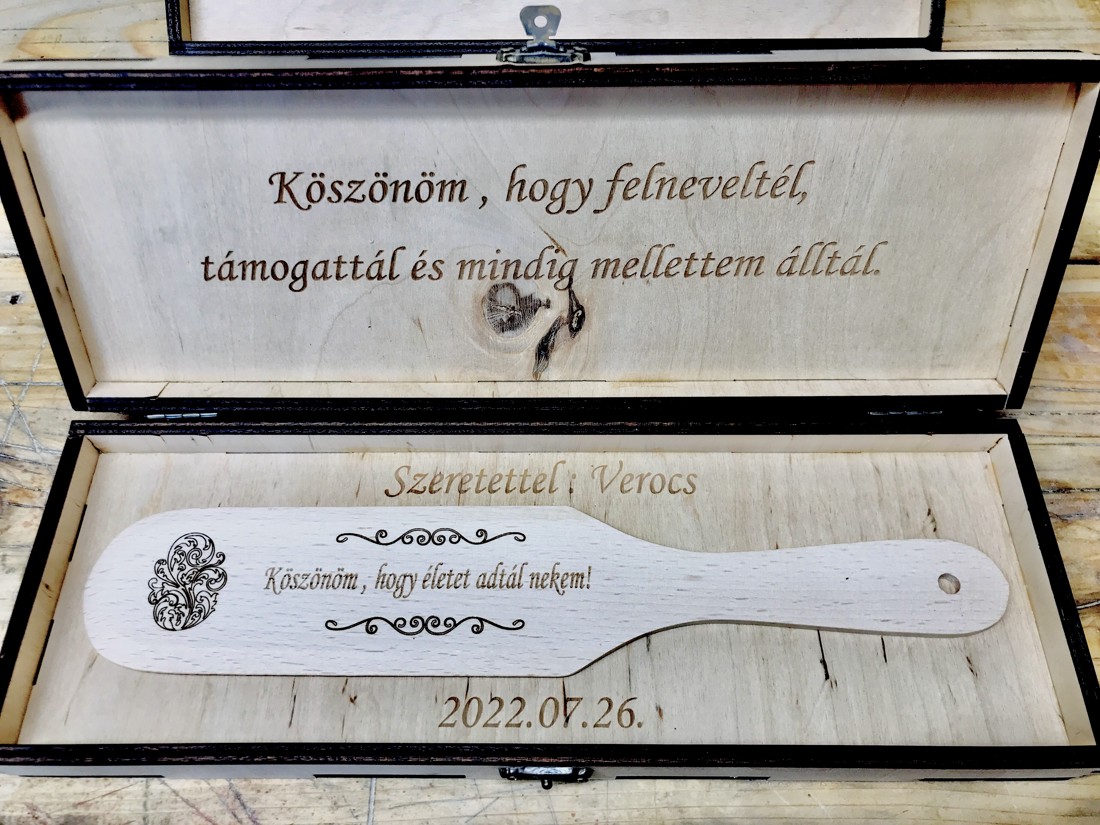 Köszönöm , hogy felneveltél,
támogattál és mindig mellettem álltál.
Szeretettel : Verocs
Köszönöm , hogy életet adtál nekem!
2022.07.26.